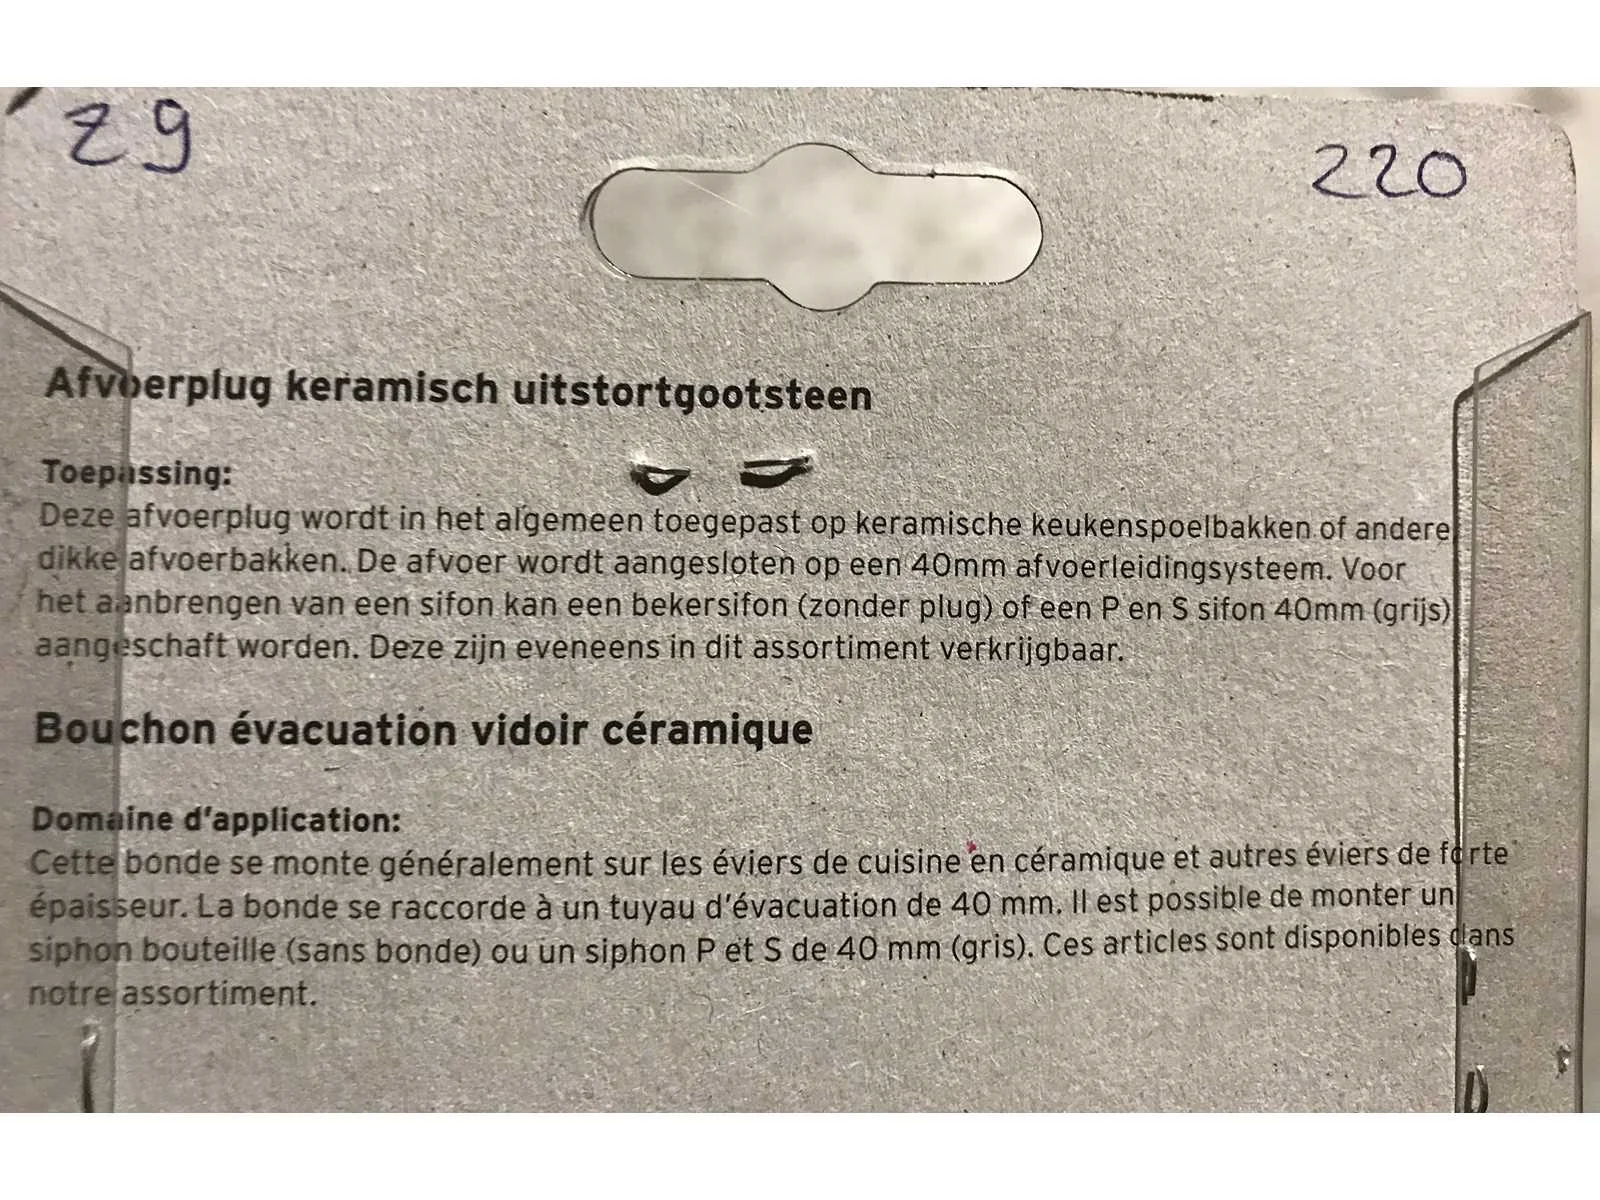 Z9
220
Afvoerplug keramisch uitstortgootsteen
Toepassing:
Deze afvoerplug wordt in het algemeen toegepast op keramische keukenspoelbakken of andere
dikke afvoerbakken. De afvoer wordt aangesloten op een 40mm afvoerleidingsysteem. Voor
het aanbrengen van een sifon kan een bekersifon (zonder plug) of een P en S sifon 40mm (grijs)
aangeschaft worden. Deze zijn eveneens in dit assortiment verkrijgbaar.
Bouchon évacuation vidoir céramique
Domaine d'application:
Cette bonde se monte généralement sur les éviers de cuisine en céramique et autres éviers de forte
épaisseur. La bonde se raccorde à un tuyau d'évacuation de 40 mm. Il est possible de monter un
siphon bouteille (sans bonde) ou un siphon P et S de 40 mm (gris). Ces articles sont disponibles dans
notre assortiment.